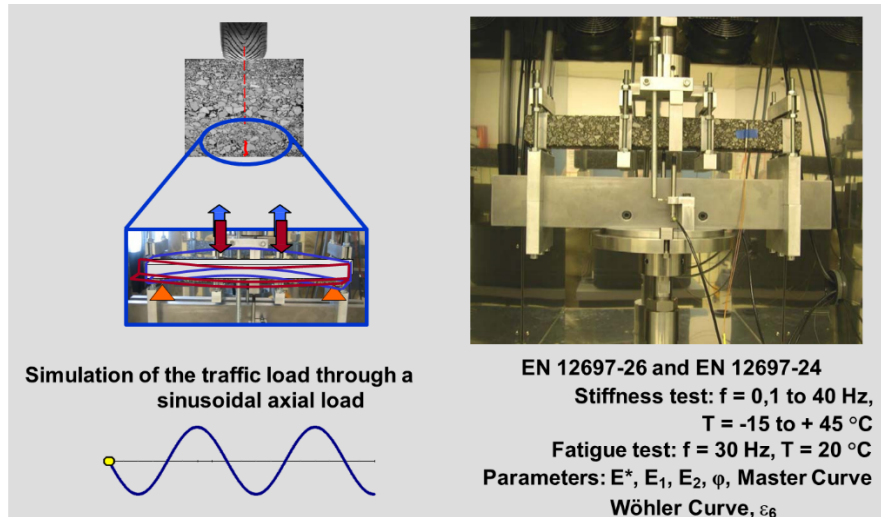 Simulation of the traffic load through a
sinusoidal axial load
EN 12697-26 and EN 12697-24
Stiffness test: f = 0,1 to 40 Hz,
T = -15 to + 45 °C
Fatigue test: f = 30 Hz, T = 20 °C
Parameters: E*, E₁, E₂, φ, Master Curve
Wöhler Curve, ε₆